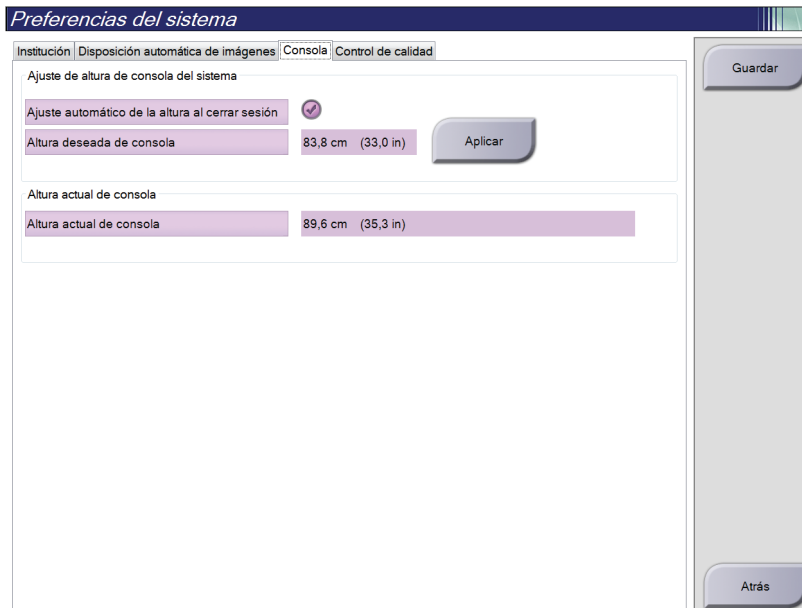 Preferencias del sistema
Institución Disposición automática de imágenes Consola Control de calidad
Ajuste de altura de consola del sistema
Ajuste automático de la altura al cerrar sesión
Altura deseada de consola 83,8 cm (33,0 in) Aplicar
Altura actual de consola
Altura actual de consola 89,6 cm (35,3 in)
Guardar
Atrás